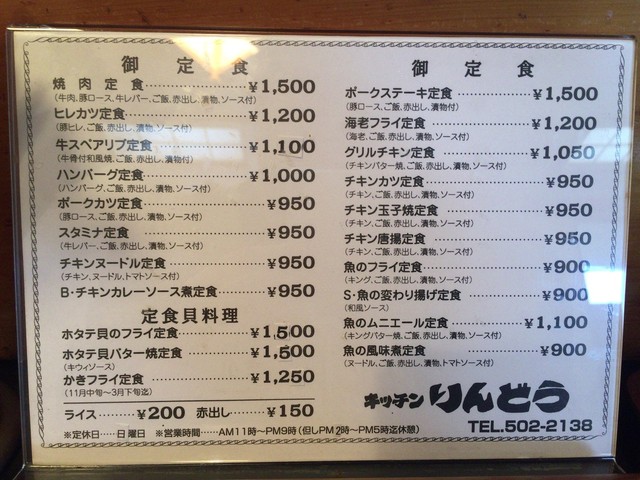 御定食
焼肉定食……………¥1,500
(牛肉、豚ロース、牛レバー、ご飯、赤出し、漬物、ソース付)
ヒレカツ定食……………¥1,200
(豚ヒレ、ご飯、赤出し、漬物、ソース付)
牛スペアリブ定食……………¥1,100
(牛骨付和風焼、ご飯、赤出し、漬物付)
ハンバーグ定食……………¥1,000
(ハンバーグ、ご飯、赤出し、漬物、ソース付)
ポークカツ定食……………¥950
(豚ロース、ご飯、赤出し、漬物、ソース付)
スタミナ定食……………¥950
(牛レバー、ご飯、赤出し、漬物、ソース付)
チキンヌードル定食……………¥950
(チキン、ヌードル、トマトソース付)
B・チキンカレーソース煮定食……………¥950
定食貝料理
ホタテ貝のフライ定食……………¥1,500
ホタテ貝バター焼定食……………¥1,500
(キウィソース)
かきフライ定食……………¥1,250
(11月中旬〜3月下旬迄)
ライス……¥200 赤出し……¥150
※定休日……日曜日 ※営業時間……AM11時〜PM9時(但しPM2時〜PM5時迄休憩)
御定食
ポークステーキ定食……………¥1,500
(豚ロース、ご飯、赤出し、漬物付)
海老フライ定食……………¥1,200
(海老、ご飯、赤出し、漬物、ソース付)
グリルチキン定食……………¥1,050
(チキンバター焼、ご飯、赤出し、漬物、ソース付)
チキンカツ定食……………¥950
(チキン、ご飯、赤出し、漬物、ソース付)
チキン玉子焼定食……………¥950
(チキン、ご飯、赤出し、漬物、ソース付)
チキン唐揚定食……………¥950
(チキン、ご飯、赤出し、漬物、ソース付)
魚のフライ定食……………¥900
(キング、ご飯、赤出し、漬物、ソース付)
S・魚の変わり揚げ定食……………¥900
(和風ソース)
魚のムニエール定食……………¥1,100
(キングバター焼、ご飯、赤出し、漬物、ソース付)
魚の風味煮定食……………¥900
(ヌードル、ご飯、赤出し、漬物、トマトソース付)
キッチンりんどう
TEL.502-2138